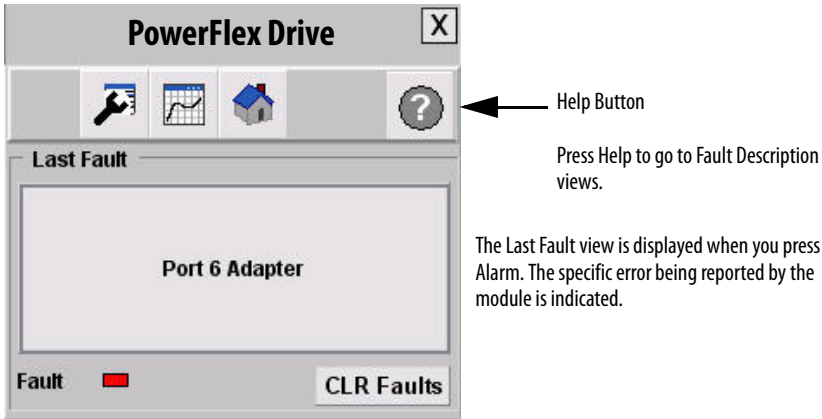 PowerFlex Drive
X
?
Help Button
Press Help to go to Fault Description
views.
Last Fault
Port 6 Adapter
The Last Fault view is displayed when you press
Alarm. The specific error being reported by the
module is indicated.
Fault
CLR Faults